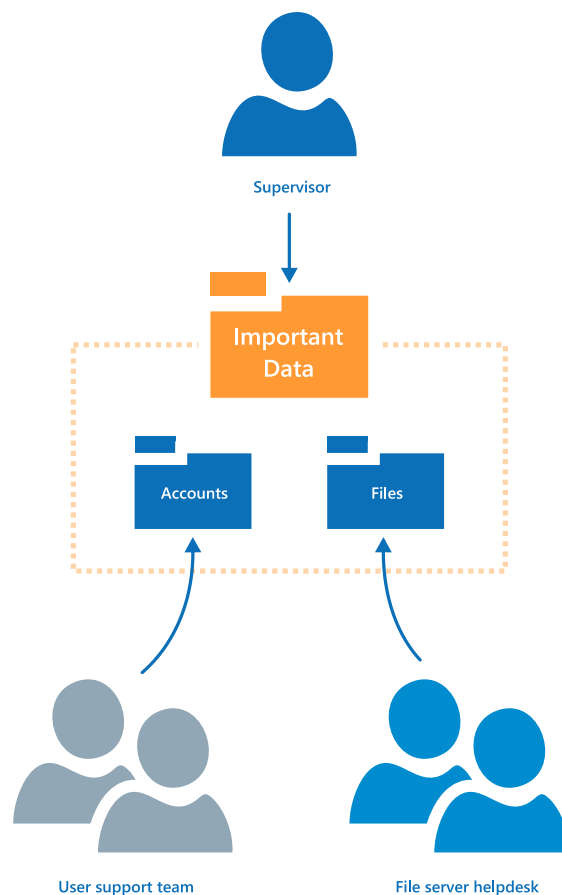 Supervisor
Important
Data
Accounts
Files
User support team
File server helpdesk